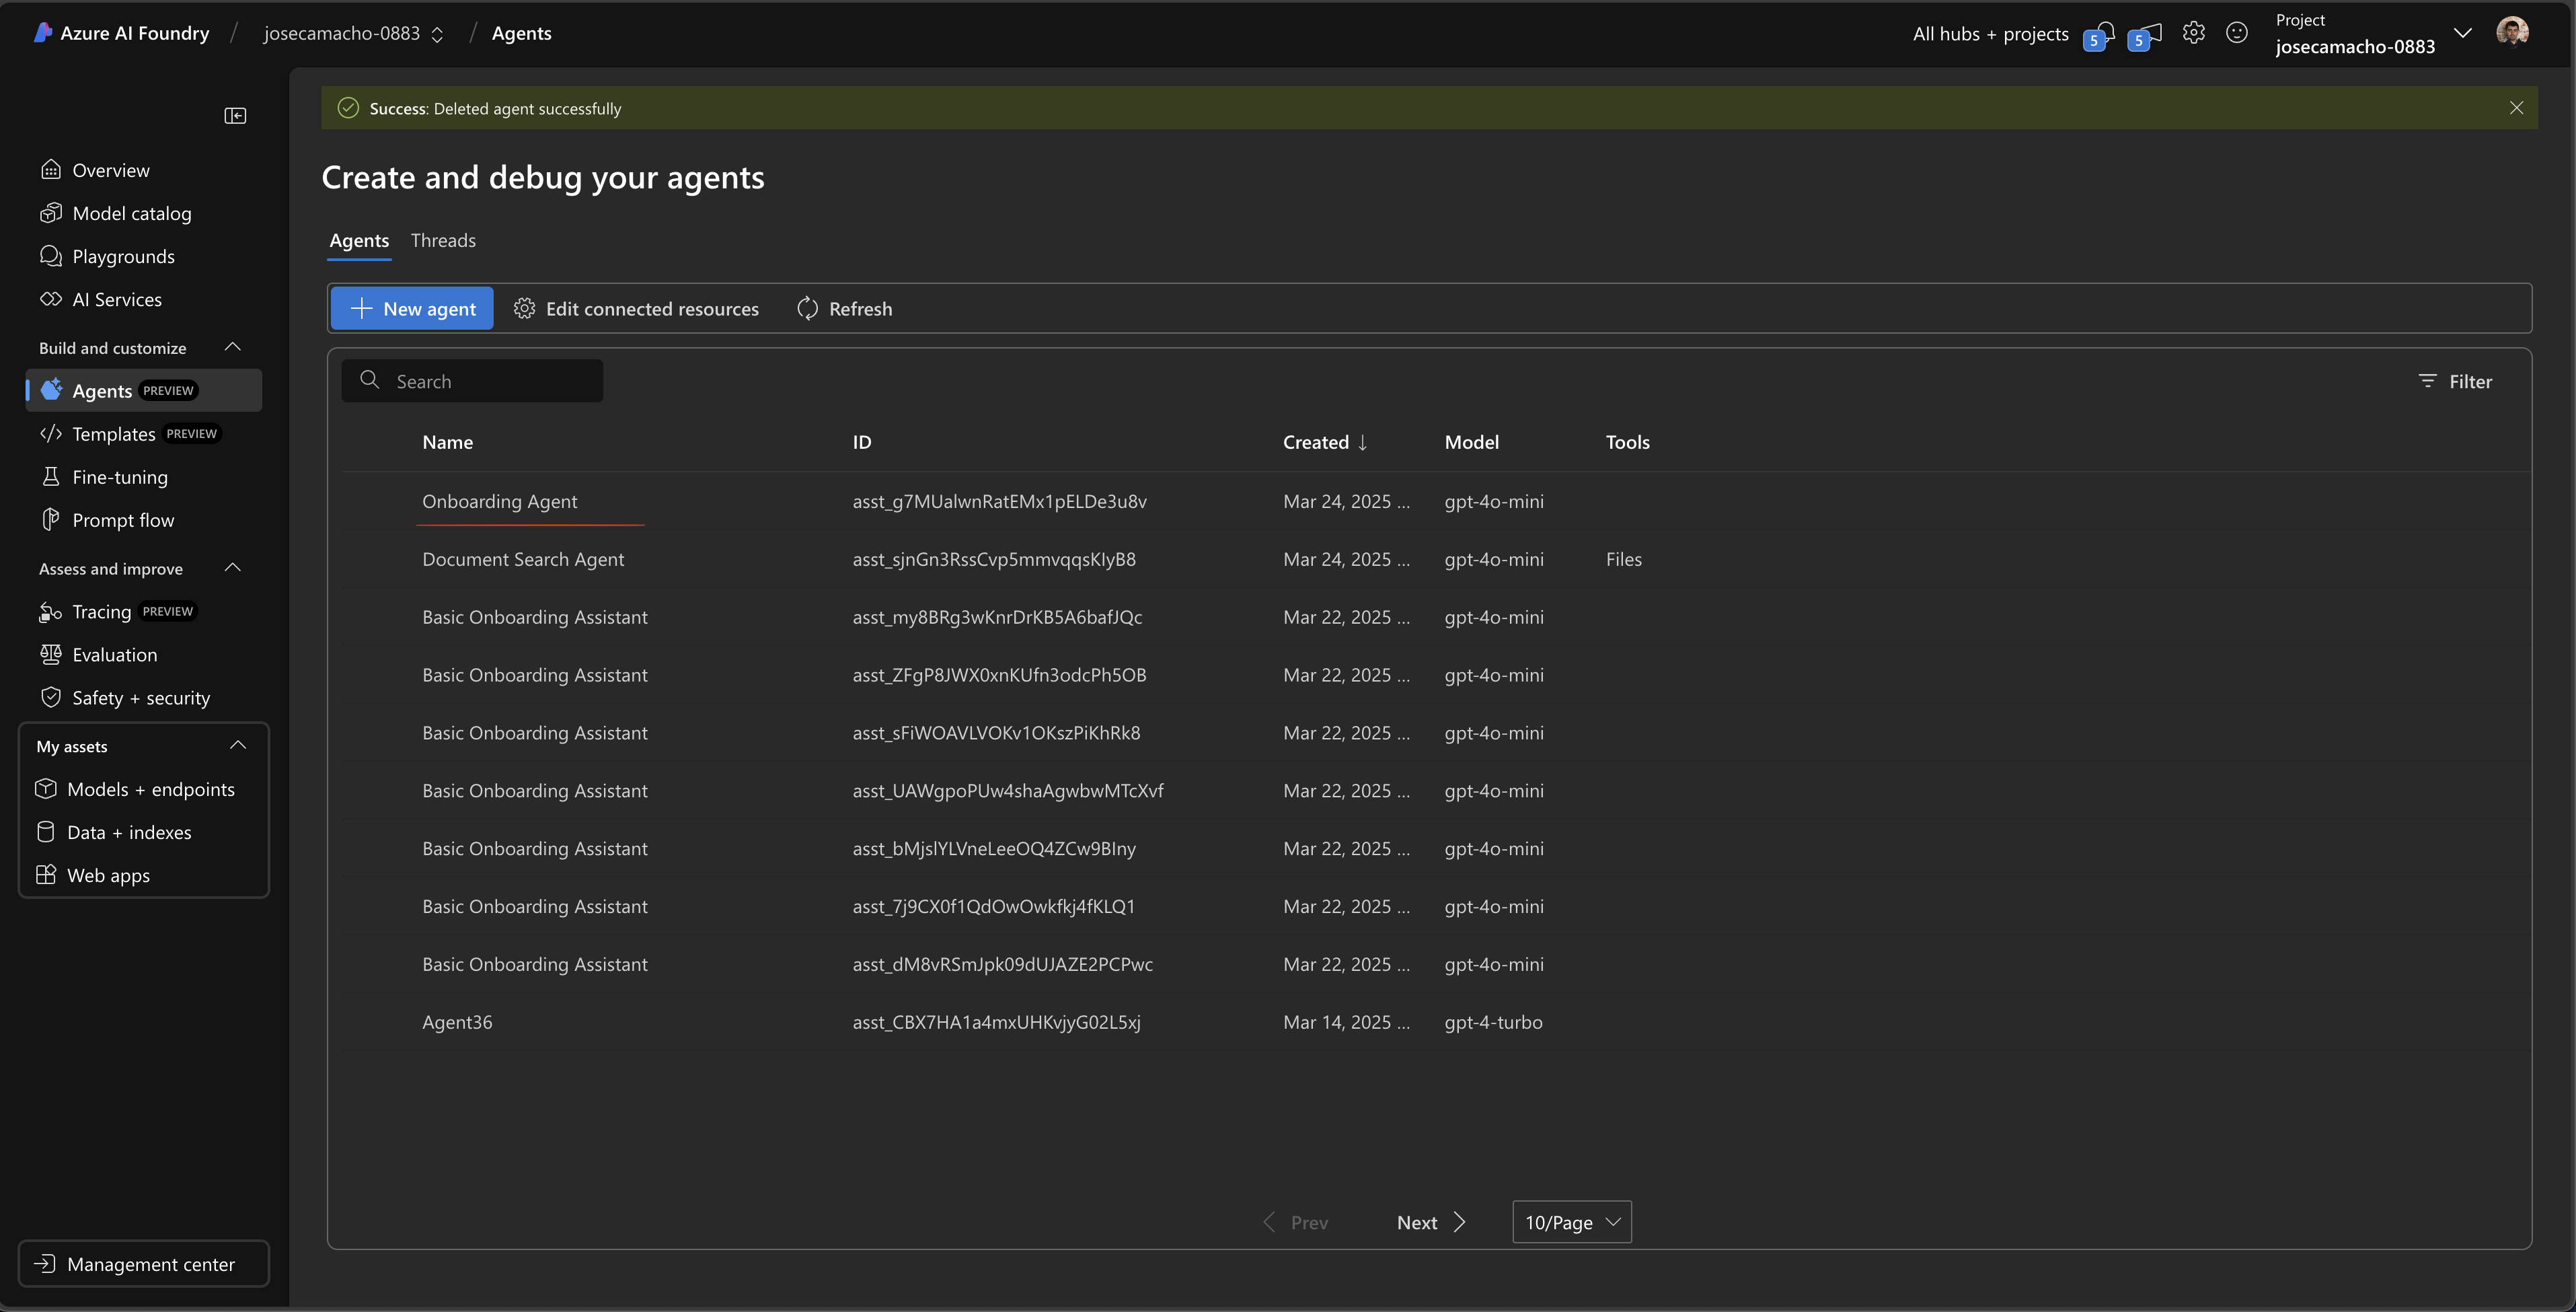 Azure AI Foundry / josecamacho-0883 / Agents
All hubs + projects 5 5 Project josecamacho-0883
Success: Deleted agent successfully
Overview
Model catalog
Playgrounds
AI Services
Build and customize
Agents PREVIEW
Templates PREVIEW
Fine-tuning
Prompt flow
Assess and improve
Tracing PREVIEW
Evaluation
Safety + security
My assets
Models + endpoints
Data + indexes
Web apps
Management center
Create and debug your agents
Agents Threads
New agent Edit connected resources Refresh
Search Filter
Name ID Created ↓ Model Tools
Onboarding Agent asst_g7MUalwnRatEMx1pELDe3u8v Mar 24, 2025 ... gpt-4o-mini
Document Search Agent asst_sjnGn3RssCvp5mmvqqsKIyB8 Mar 24, 2025 ... gpt-4o-mini Files
Basic Onboarding Assistant asst_my8BRg3wKnrDrKB5A6bafJQc Mar 22, 2025 ... gpt-4o-mini
Basic Onboarding Assistant asst_ZFgP8JWX0xnKUfn3odcPh5OB Mar 22, 2025 ... gpt-4o-mini
Basic Onboarding Assistant asst_sFiWOAVLVOKv1OKszPiKhRk8 Mar 22, 2025 ... gpt-4o-mini
Basic Onboarding Assistant asst_UAWgpoPUw4shaAgwbwMTcXvf Mar 22, 2025 ... gpt-4o-mini
Basic Onboarding Assistant asst_bMjslYLVneLeeOQ4ZCw9BIny Mar 22, 2025 ... gpt-4o-mini
Basic Onboarding Assistant asst_7j9CX0f1QdOwOwkfkj4fKLQ1 Mar 22, 2025 ... gpt-4o-mini
Basic Onboarding Assistant asst_dM8vRSmJpk09dUJAZE2PCPwc Mar 22, 2025 ... gpt-4o-mini
Agent36 asst_CBX7HA1a4mxUHKvjyG02L5xj Mar 14, 2025 ... gpt-4-turbo
Prev Next 10/Page